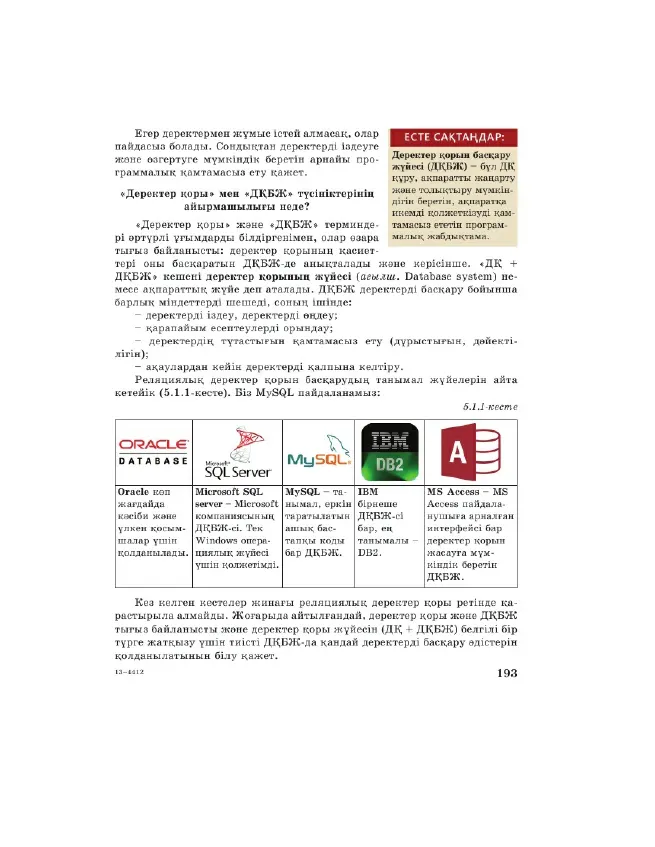 Егер деректермен жұмыс істей алмасақ, олар
пайдасыз болады. Сондықтан деректерді іздеуге
және өзгертуге мүмкіндік беретін арнайы про-
граммалық қамтамасыз ету қажет.
«Деректер қоры» мен «ДҚБЖ» түсініктерінің
айырмашылығы неде?
«Деректер қоры» және «ДҚБЖ» терминде-
рі әртүрлі ұғымдарды білдіргенімен, олар өзара
тығыз байланысты: деректер қорының қасиет-
ЕСТЕ САҚТАҢДАР:
Деректер қорын басқару
жүйесі (ДҚБЖ) – бұл ДҚ
құру, ақпаратты жаңарту
және толықтыру мүмкін-
дігін беретін, ақпаратқа
икемді қолжеткізуді қам-
тамасыз ететін програм-
малық жабдықтама.
тері оны басқаратын ДҚБЖ-де анықталады және керісінше. «ДҚ +
ДҚБЖ» кешені деректер қорының жүйесі (ағылш. Database system) не-
месе ақпараттық жүйе деп аталады. ДҚБЖ деректерді басқару бойынша
барлық міндеттерді шешеді, соның ішінде:
– деректерді іздеу, деректерді өңдеу;
– қарапайым есептеулерді орындау;
– деректердің тұтастығын қамтамасыз ету (дұрыстығын, дәйекті-
лігін);
– ақаулардан кейін деректерді қалпына келтіру.
Реляциялық деректер қорын басқарудың танымал жүйелерін айта
кетейік (5.1.1-кесте). Біз MySQL пайдаланамыз:
5.1.1-кесте
ORACLE
DATABASE
Microsoft
SQL Server
MySQL
IBM
DB2
A
Oracle көп
жағдайда
кәсіби және
үлкен қосым-
шалар үшін
қолданылады.
Microsoft SQL
server – Microsoft
компаниясының
ДҚБЖ-сі. Тек
Windows опера-
циялық жүйесі
үшін қолжетімді.
MySQL – та-
нымал, еркін
таратылатын
ашық бас-
тапқы коды
бар ДҚБЖ.
IBM
бірнеше
ДҚБЖ-сі
бар, ең
танымалы –
DB2.
MS Access – MS
Access пайдала-
нушыға арналған
интерфейсі бар
деректер қорын
жасауға мүм-
кіндік беретін
ДҚБЖ.
Кез келген кестелер жинағы реляциялық деректер қоры ретінде қа-
растырыла алмайды. Жоғарыда айтылғандай, деректер қоры және ДҚБЖ
тығыз байланысты және деректер қоры жүйесін (ДҚ + ДҚБЖ) белгілі бір
түрге жатқызу үшін тиісті ДҚБЖ-да қандай деректерді басқару әдістерін
қолданылатынын білу қажет.
13–4412
193